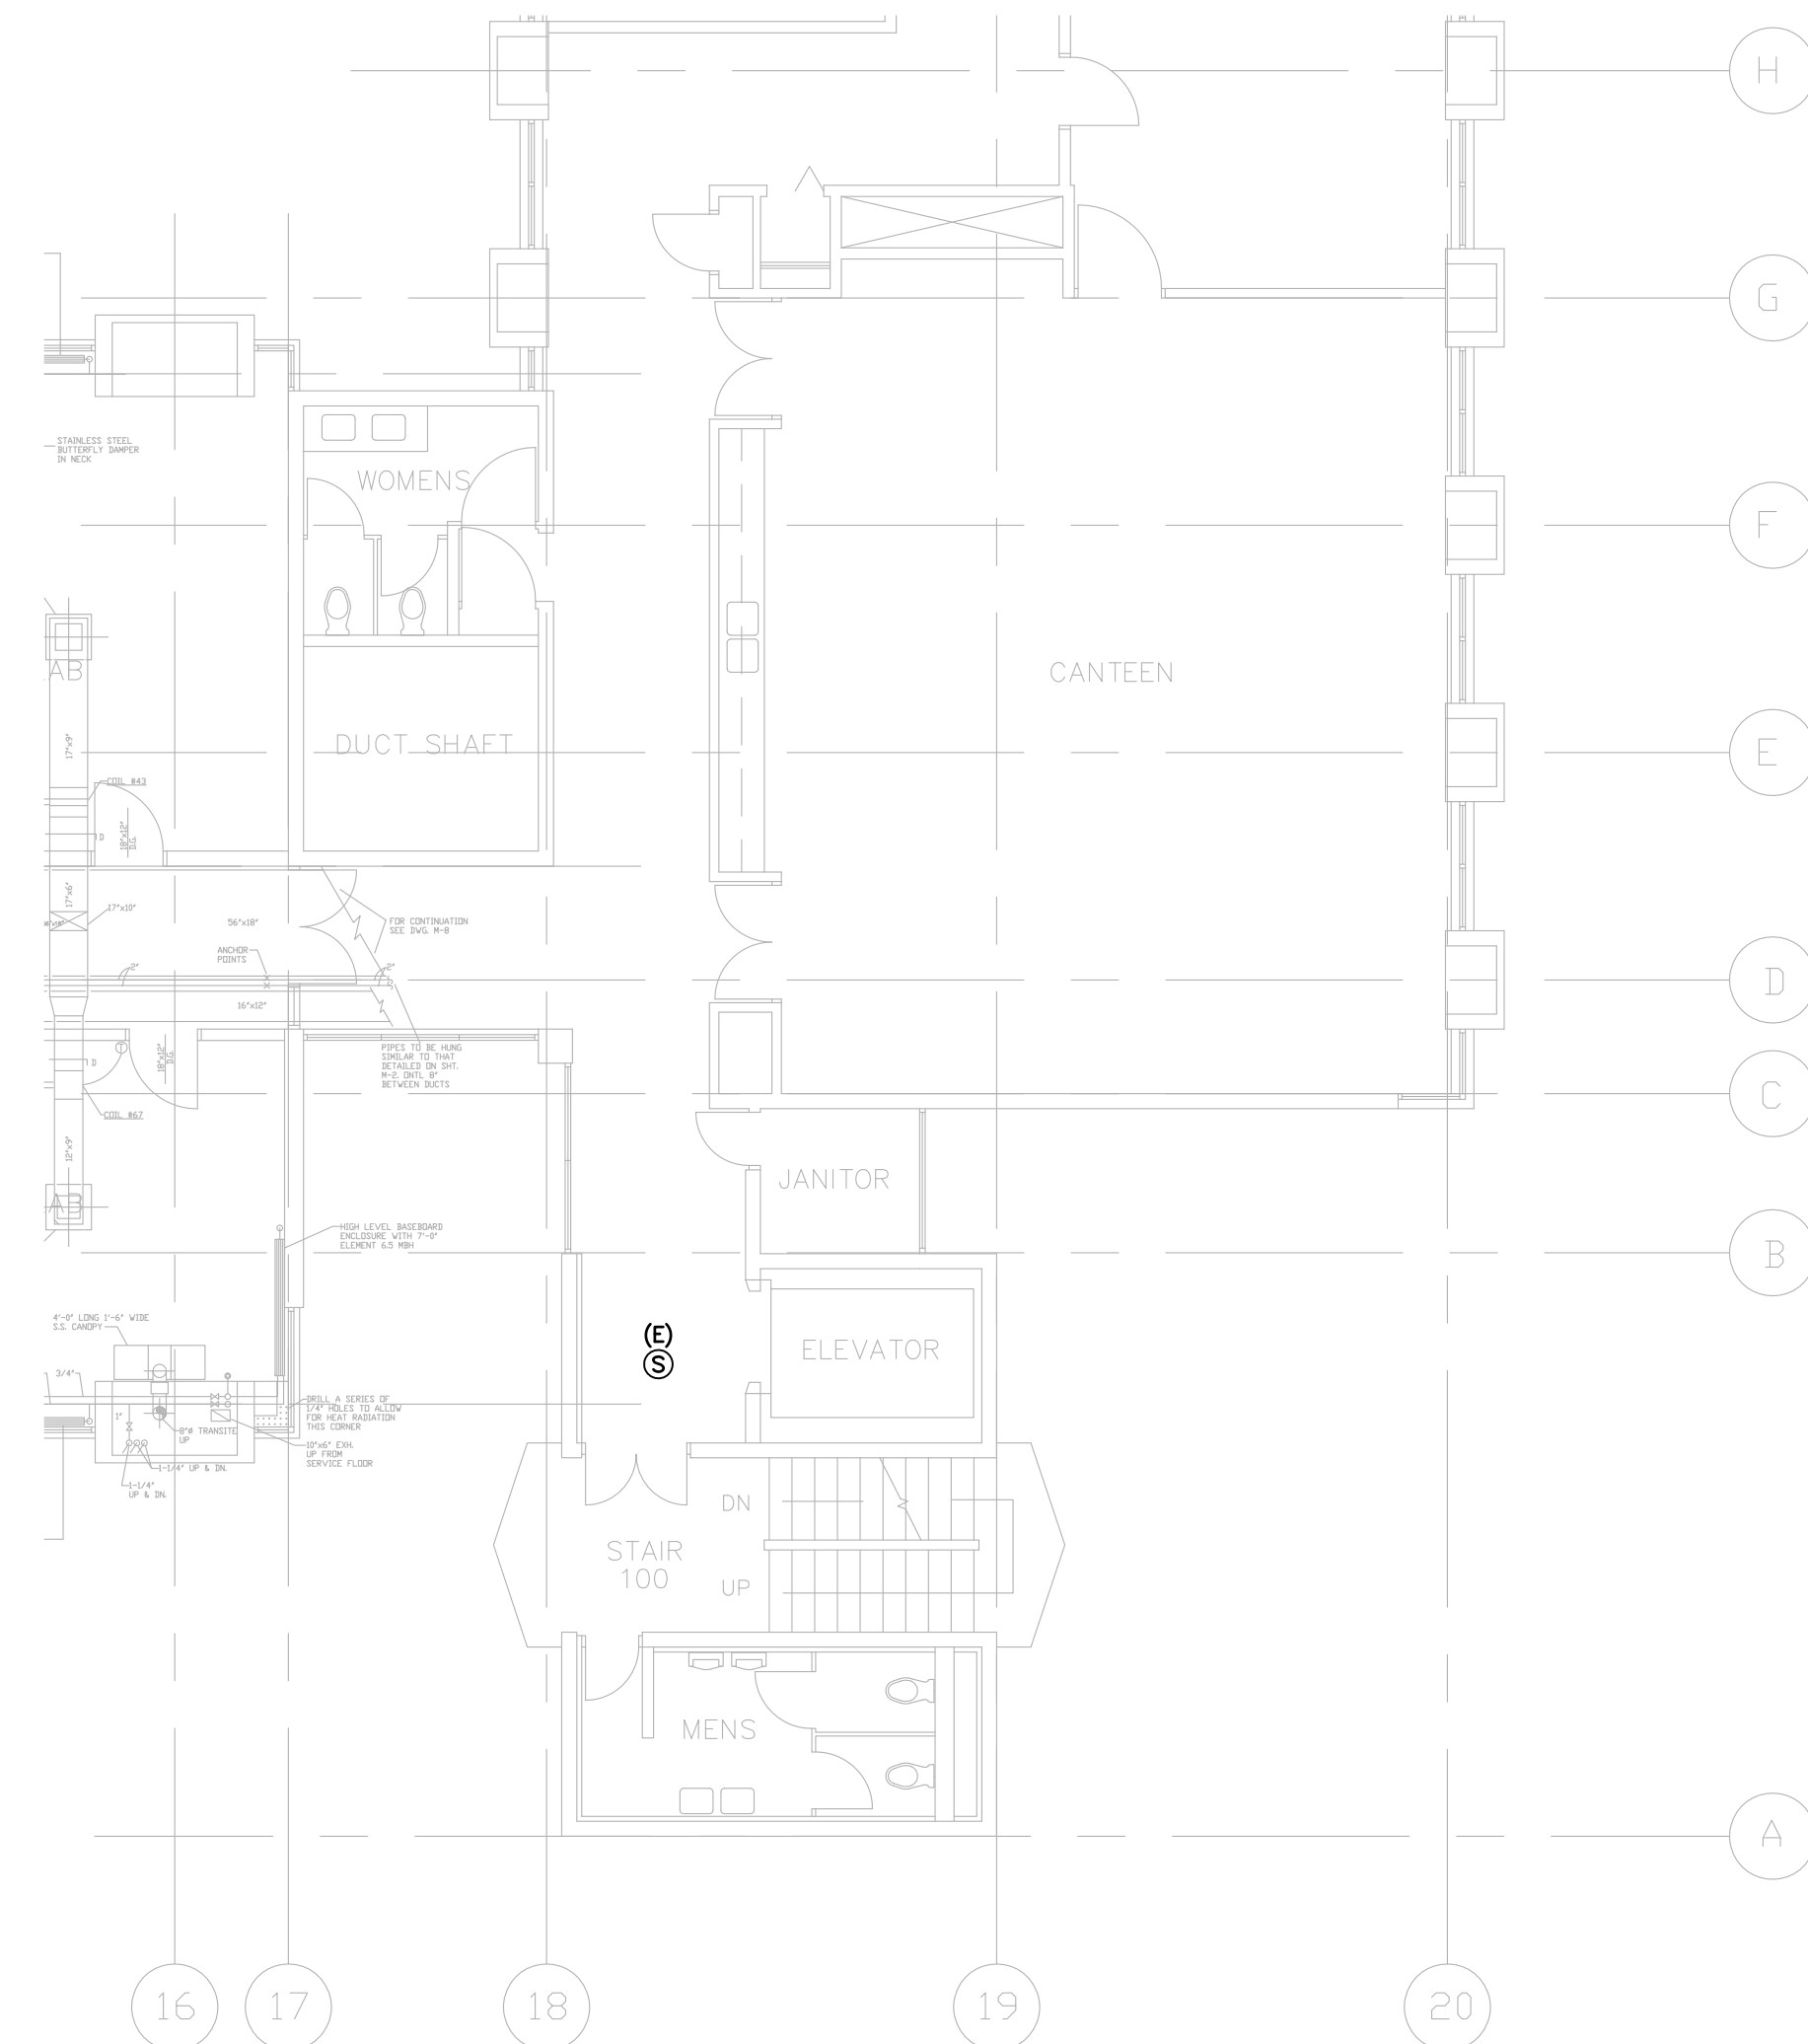 H
G
STAINLESS STEEL
BUTTERFLY DAMPER
IN NECK
WOMENS
F
AB
CANTEEN
17"x9"
DUCT SHAFT
E
COIL #43
18"x12"
D.G.
D
17"x6"
17"x10"
56"x18"
FOR CONTINUATION
SEE DWG. M-8
ANCHOR
POINTS
2"
2"
D
16"x12"
T
18"x12"
D.G.
D
PIPES TO BE HUNG
SIMILAR TO THAT
DETAILED ON SHT.
M-2. ONTL 8"
BETWEEN DUCTS
C
COIL #67
12"x9"
JANITOR
AB
HIGH LEVEL BASEBOARD
ENCLOSURE WITH 7'-0"
ELEMENT 6.5 MBH
B
4'-0" LONG 1'-6" WIDE
S.S. CANOPY
(E)
S
ELEVATOR
3/4"
DRILL A SERIES OF
1/4" HOLES TO ALLOW
FOR HEAT RADIATION
THIS CORNER
1"
8"Ø TRANSITE
UP
10"x6" EXH.
UP FROM
SERVICE FLOOR
1-1/4" UP & DN.
1-1/4"
UP & DN.
DN
STAIR
100
UP
MENS
A
16
17
18
19
20